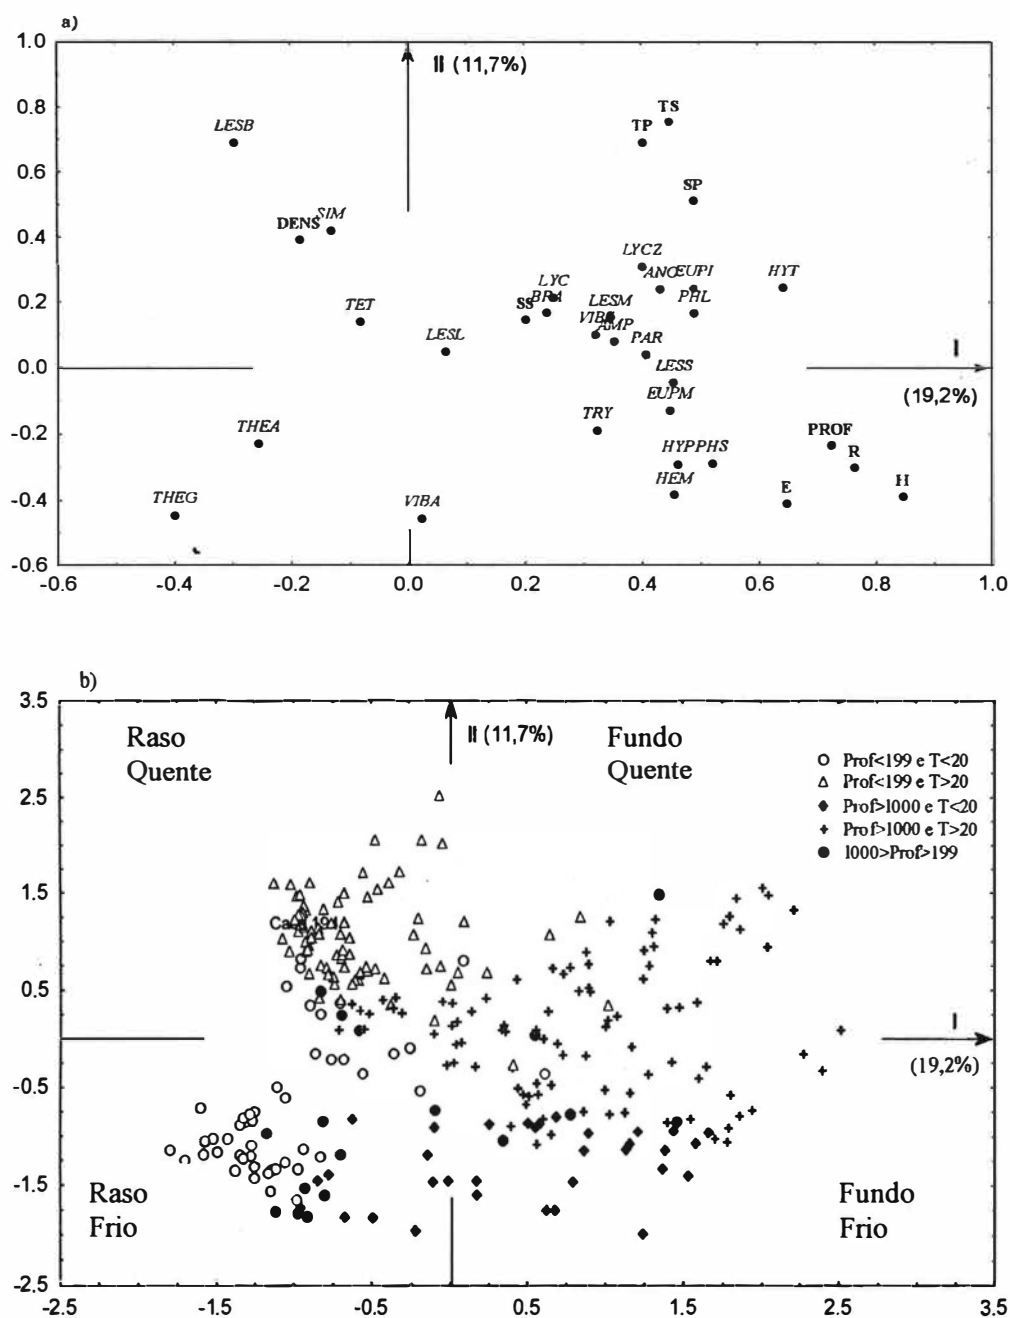 a)
1.0
II (11,7%)
0.8
TS
LESB
TP
0.6
SP
SIM
DENS
0.4
LYCZ
ANC EUPI HYT
LYC
TET SS BRA LESM PHL
0.2
VIBI AMP
LESL PAR
I
0.0
LESS
(19,2%)
EUPM
THEA TRY PROF
-0.2
HYP PHS R
HEM E H
THEG VIBA
-0.4
-0.6
-0.6 -0.4 -0.2 0.0 0.2 0.4 0.6 0.8 1.0
b)
3.5
Raso
Quente
II (11,7%)
Fundo
Quente
Prof<199 e T<20
Prof<199 e T>20
Prof>1000 e T<20
Prof>1000 e T>20
1000>Prof>199
2.5
1.5
0.5
I
(19,2%)
-0.5
-1.5
Raso
Frio
Fundo
Frio
-2.5
-2.5 -1.5 -0.5 0.5 1.5 2.5 3.5